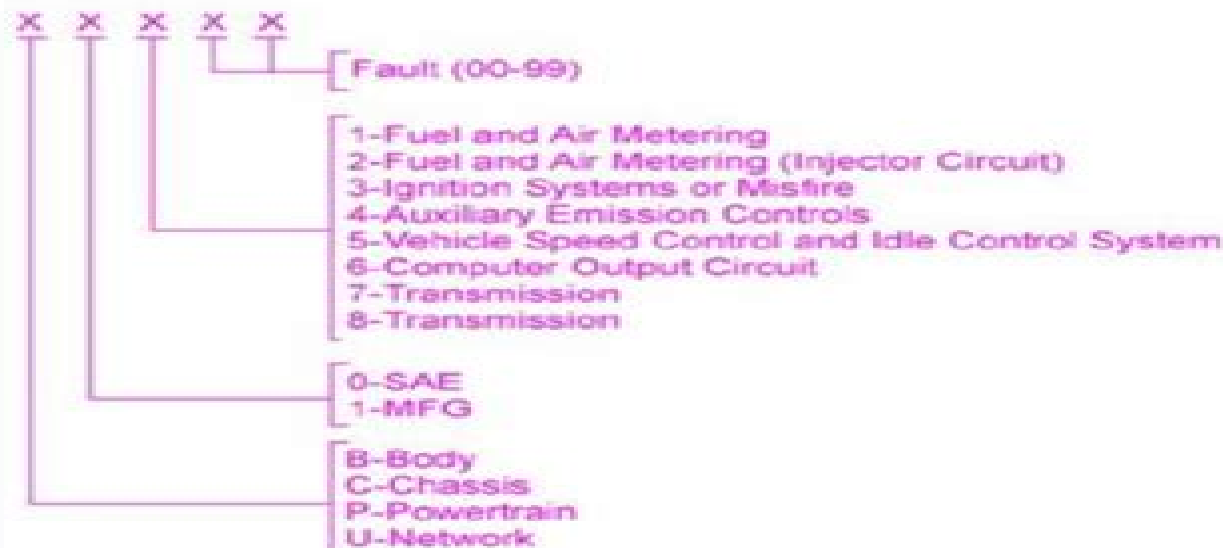 X X X X X
Fault (00-99)
1-Fuel and Air Metering
2-Fuel and Air Metering (Injector Circuit)
3-Ignition Systems or Misfire
4-Auxiliary Emission Controls
5-Vehicle Speed Control and Idle Control System
6-Computer Output Circuit
7-Transmission
8-Transmission
0-SAE
1-MFG
B-Body
C-Chassis
P-Powertrain
U-Network